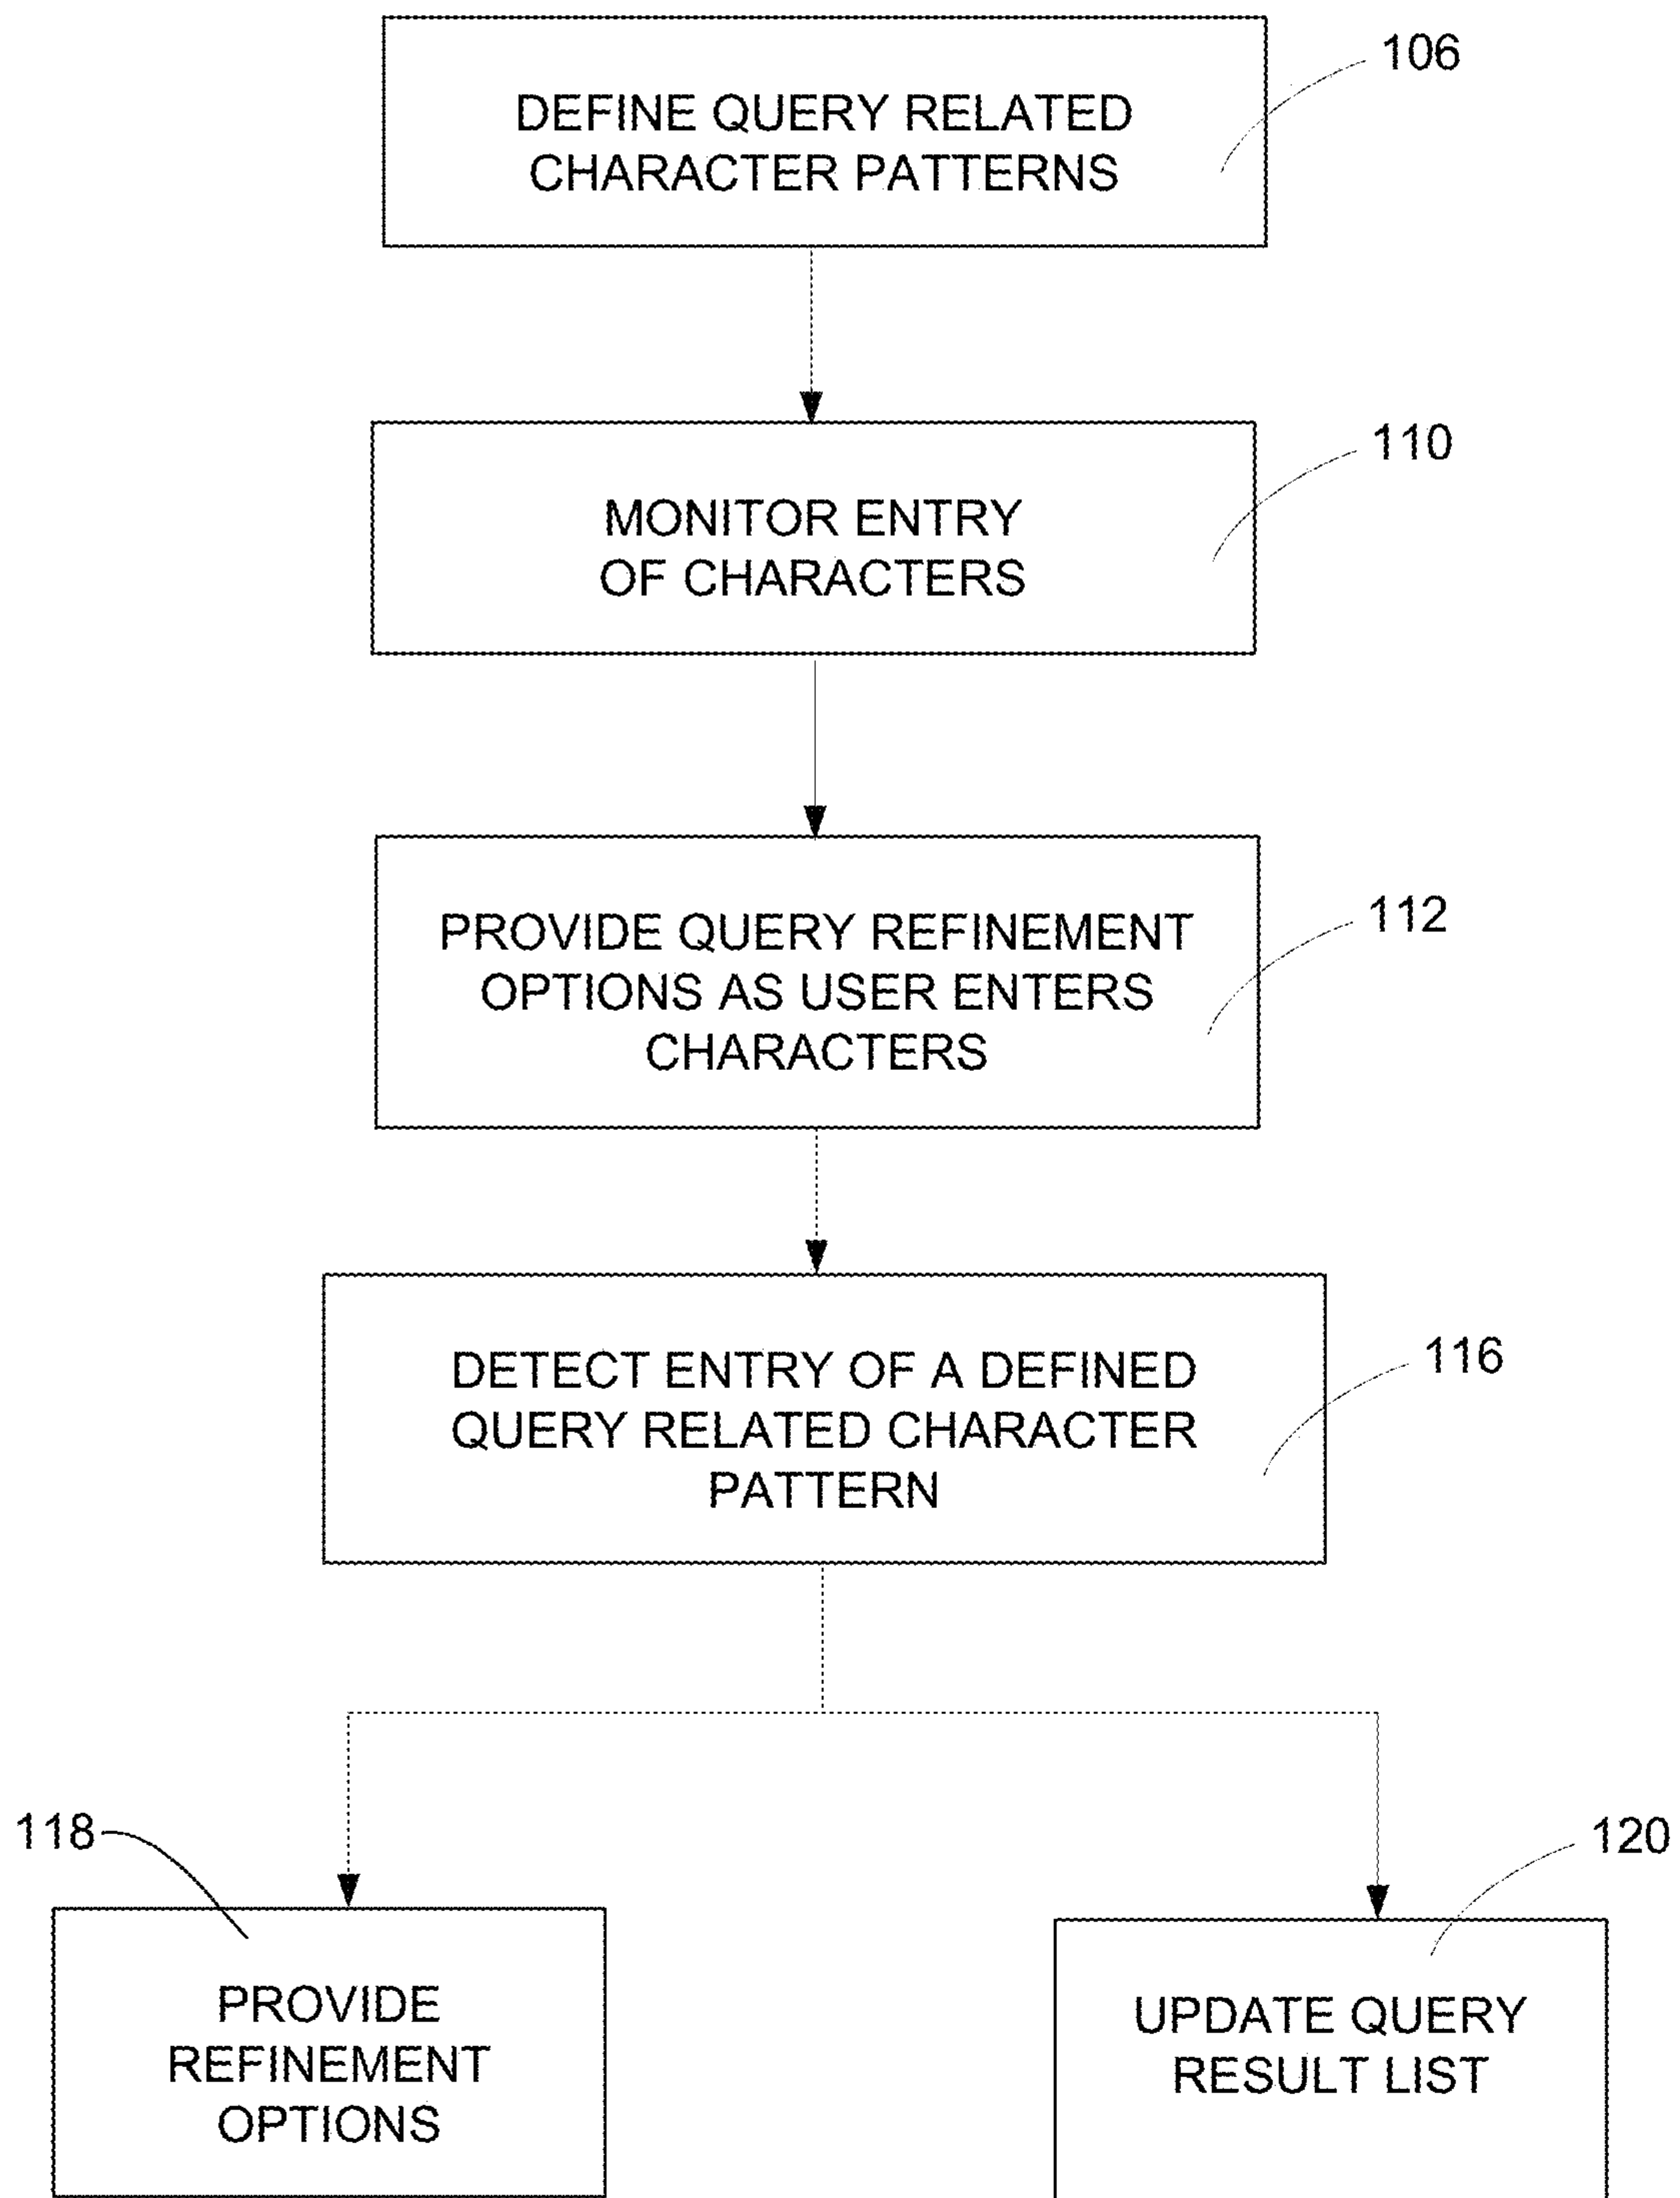 106
DEFINE QUERY RELATED
CHARACTER PATTERNS
110
MONITOR ENTRY
OF CHARACTERS
112
PROVIDE QUERY REFINEMENT
OPTIONS AS USER ENTERS
CHARACTERS
116
DETECT ENTRY OF A DEFINED
QUERY RELATED CHARACTER
PATTERN
118
PROVIDE
REFINEMENT
OPTIONS
120
UPDATE QUERY
RESULT LIST